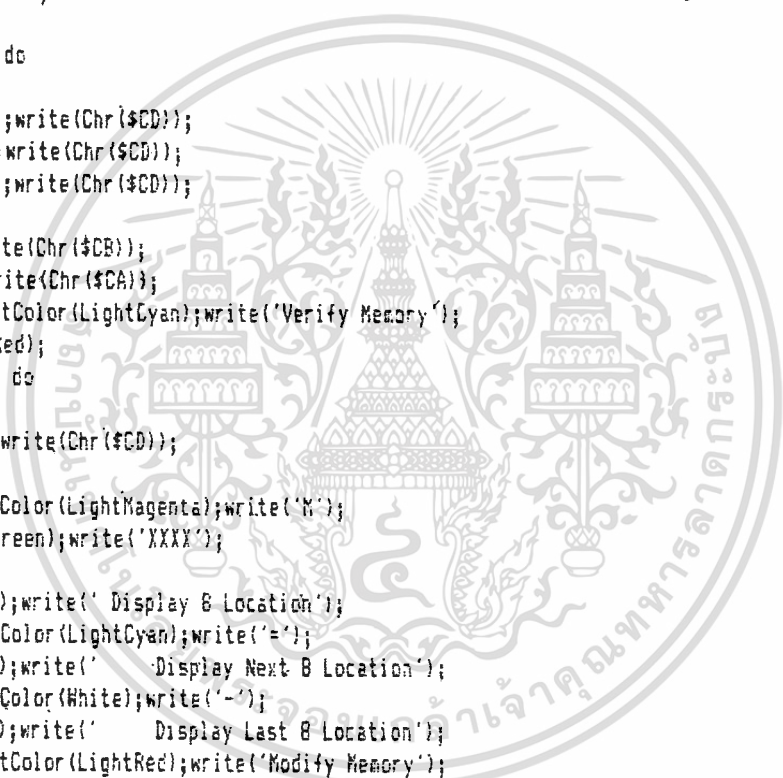 do
;write(Chr($CD));
write(Chr($CD));
;write(Chr($CD));
te(Chr($CB));
rite(Chr($CA));
tColor(LightCyan);write('Verify Memory');
ed);
do
write(Chr($CD));
Color(LightMagenta);write('M');
reen);write('XXXX');
);write(' Display 8 Location');
Color(LightCyan);write('=');
);write('      Display Next 8 Location');
Color(White);write('-');
);write('      Display Last 8 Location');
tColor(LightRed);write('Modify Memory');